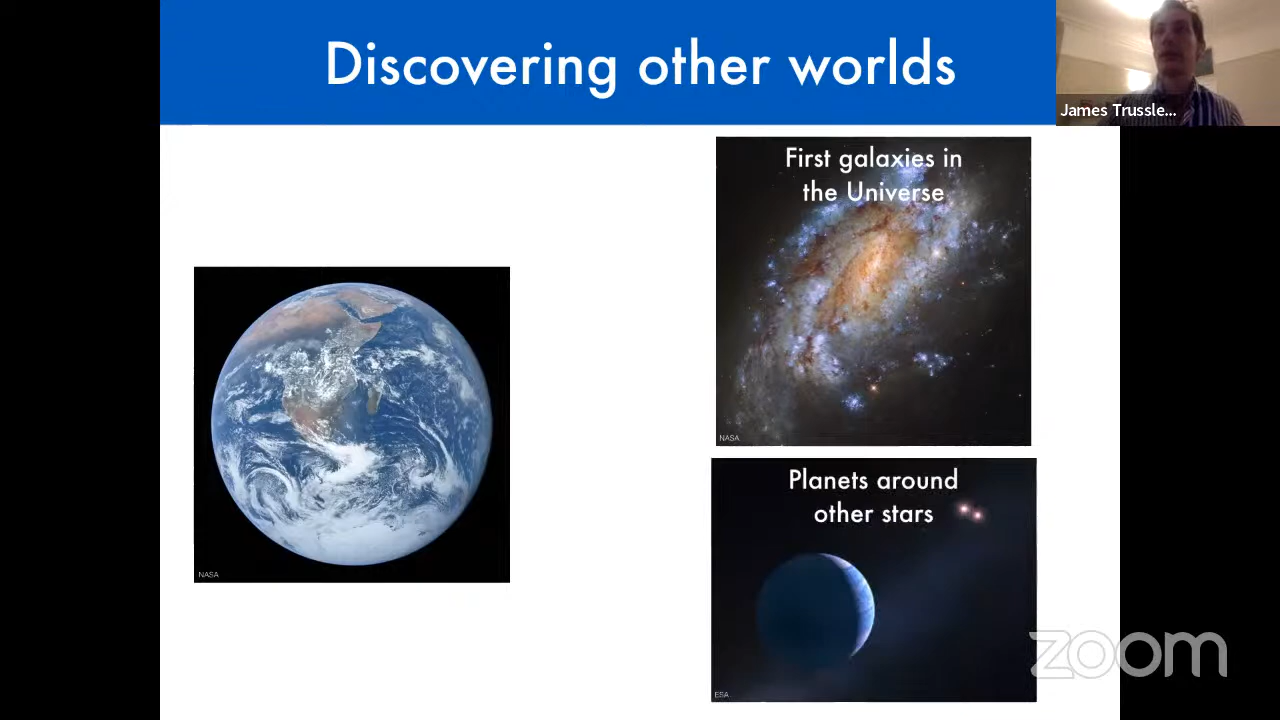 Discovering other worlds
James Trussle...
First galaxies in
the Universe
NASA
NASA
Planets around
other stars
ESA
zoom